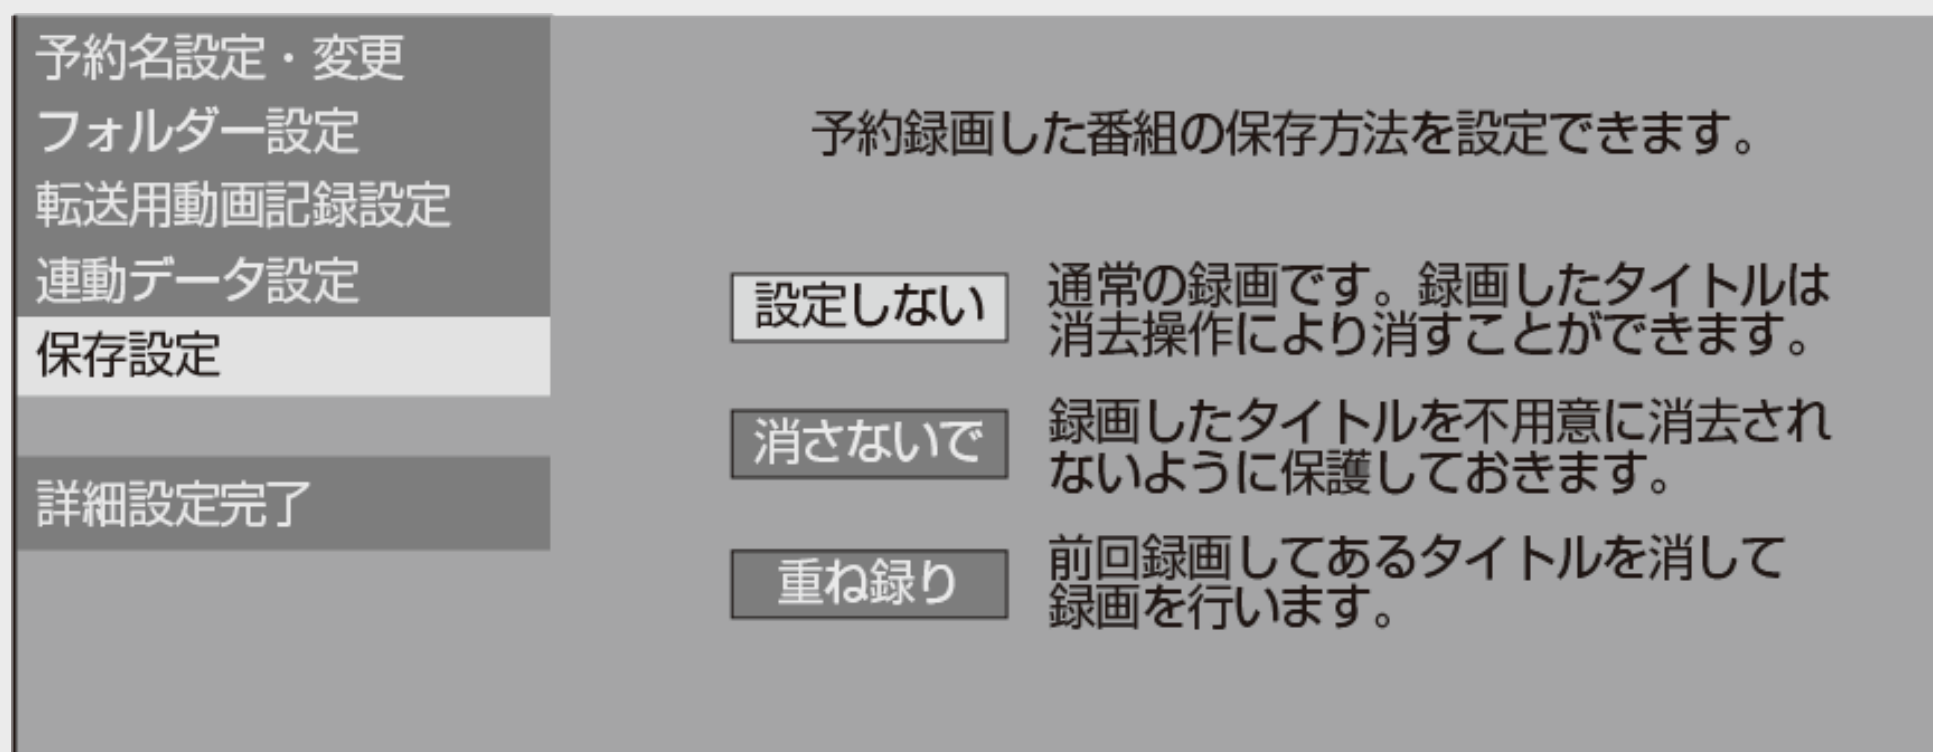 予約名設定・変更
フォルダー設定
転送用動画記録設定
連動データ設定
保存設定
詳細設定完了
予約録画した番組の保存方法を設定できます。
設定しない
通常の録画です。録画したタイトルは
消去操作により消すことができます。
消さないで
録画したタイトルを不用意に消去され
ないように保護しておきます。
重ね録り
前回録画してあるタイトルを消して
録画を行います。